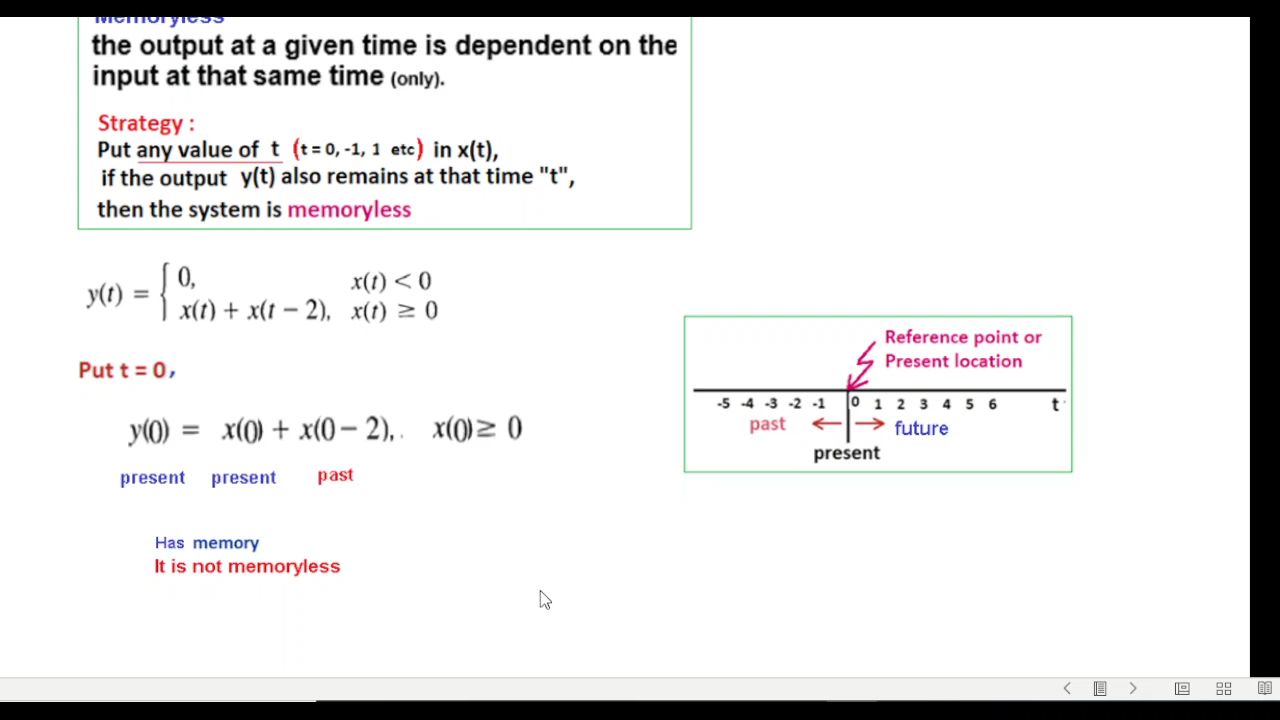 Memoryless
the output at a given time is dependent on the
input at that same time (only).
Strategy :
Put any value of t (t = 0, -1, 1 etc) in x(t),
if the output y(t) also remains at that time "t",
then the system is memoryless
y(t) = { 0, x(t) < 0
x(t) + x(t − 2), x(t) ≥ 0
Put t = 0,
y(0) = x(0) + x(0 − 2), . x(0) ≥ 0
present present past
Has memory
It is not memoryless
Reference point or
Present location
-5 -4 -3 -2 -1 0 1 2 3 4 5 6 t
past future
present